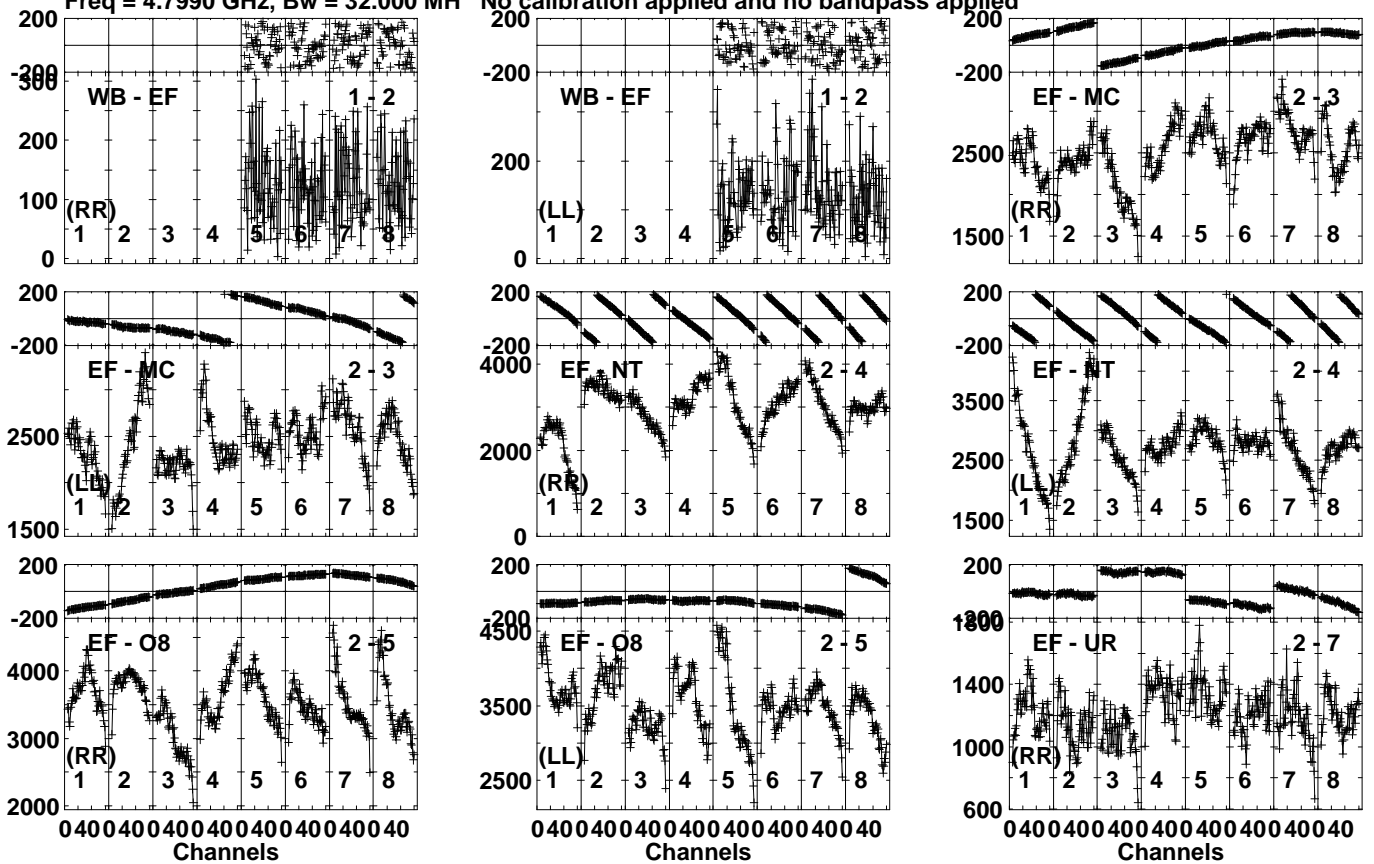 Freq = 4.7990 GHz, Bw = 32.000 MH No calibration applied and no bandpass applied
200
-200
300
200
100
0
WB - EF 1 - 2
(RR)
1 2 3 4 5 6 7 8
200
-200
200
0
WB - EF 1 - 2
(LL)
1 2 3 4 5 6 7 8
200
-200
2500
1500
EF - MC 2 - 3
(RR)
1 2 3 4 5 6 7 8
200
-200
2500
1500
EF - MC 2 - 3
(LL)
1 2 3 4 5 6 7 8
200
-200
4000
2000
0
EF - NT 2 - 4
(RR)
1 2 3 4 5 6 7 8
200
-200
3500
2500
1500
EF - NT 2 - 4
(LL)
1 2 3 4 5 6 7 8
200
-200
4000
3000
2000
EF - O8 2 - 5
(RR)
1 2 3 4 5 6 7 8
0 40 0 40 0 40 0 40 0 40 0 40 0 40 0 40
Channels
200
-200
4500
3500
2500
EF - O8 2 - 5
(LL)
1 2 3 4 5 6 7 8
0 40 0 40 0 40 0 40 0 40 0 40 0 40 0 40
Channels
200
-200
1800
1400
1000
600
EF - UR 2 - 7
(RR)
1 2 3 4 5 6 7 8
0 40 0 40 0 40 0 40 0 40 0 40 0 40 0 40
Channels